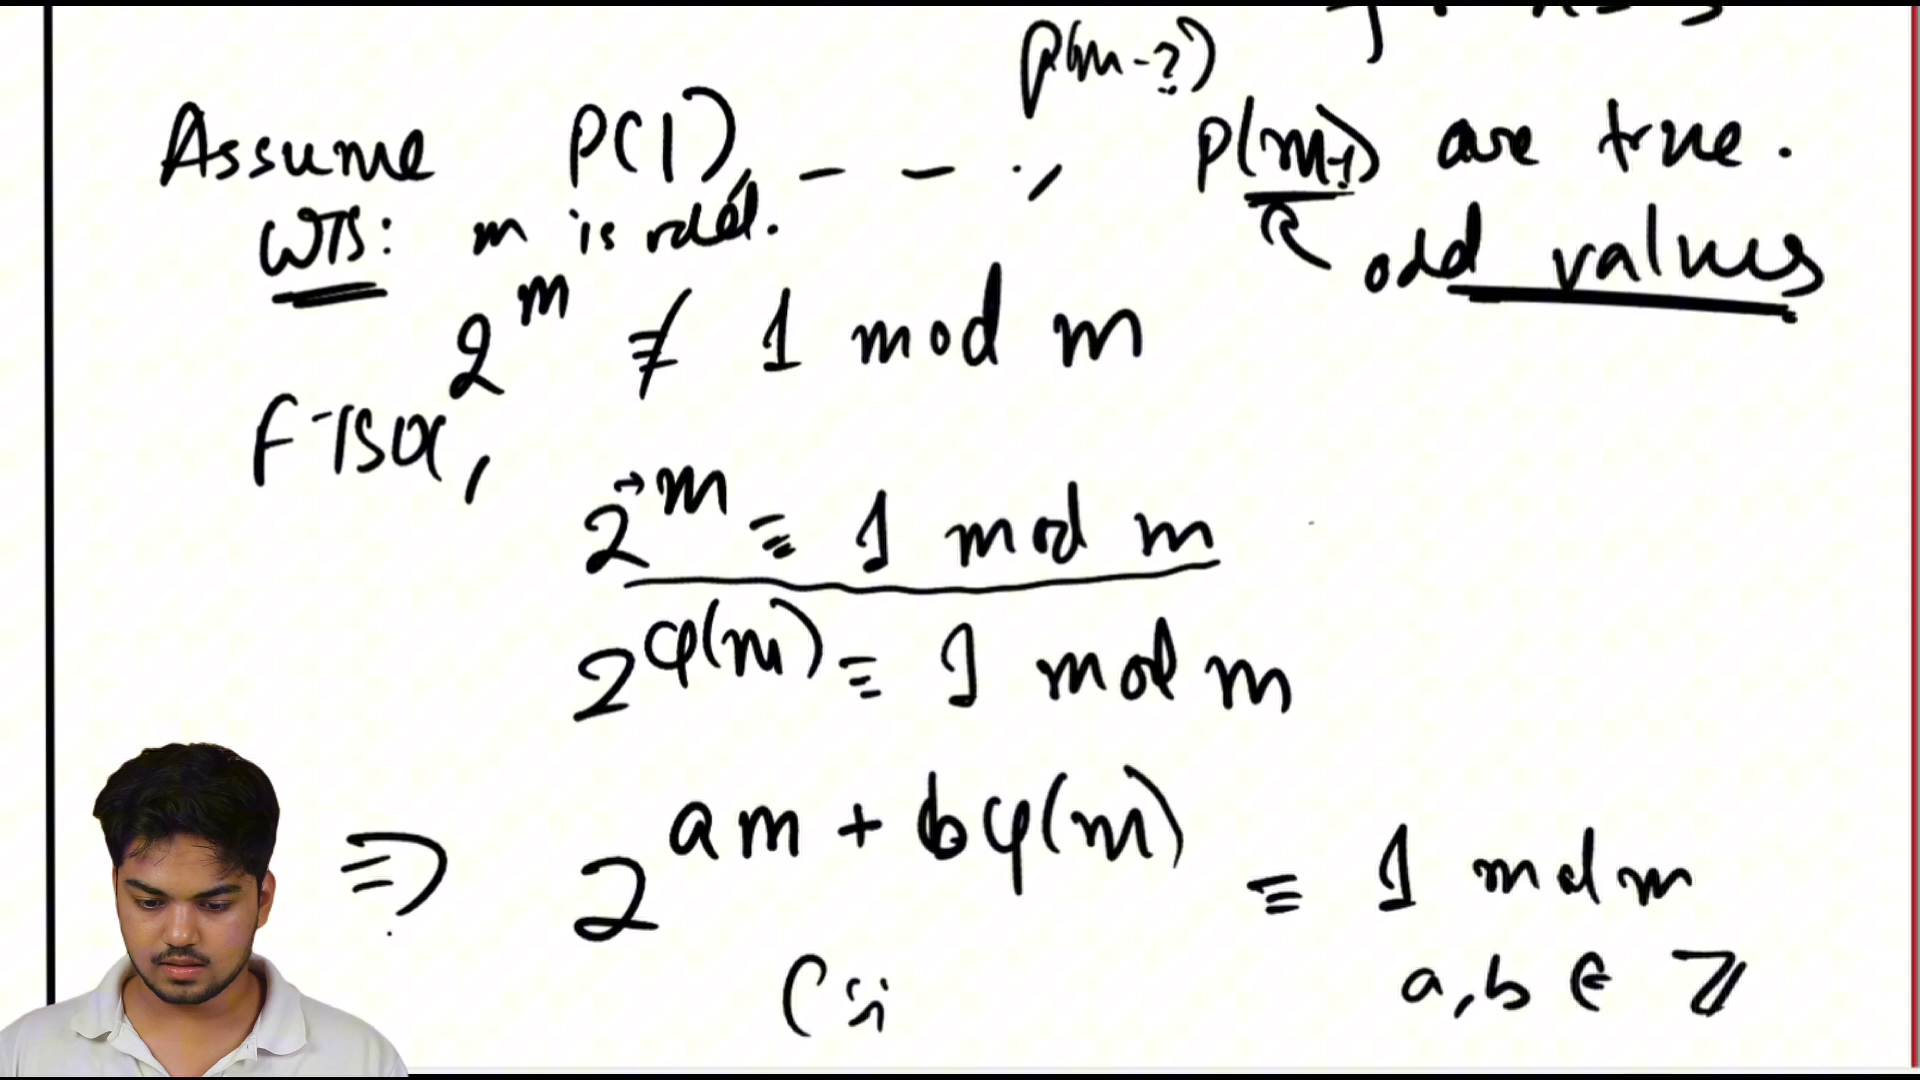 P(m-?)
Assume P(1), - - ., P(m-1) are true.
WTS: m is odd.
odd values
2^m ≢ 1 mod m
FTSOC,
2^m ≡ 1 mod m
2^φ(m) ≡ 1 mod m
⇒ 2^am + bφ(m) ≡ 1 mod m
(si
a, b ∈ ℤ